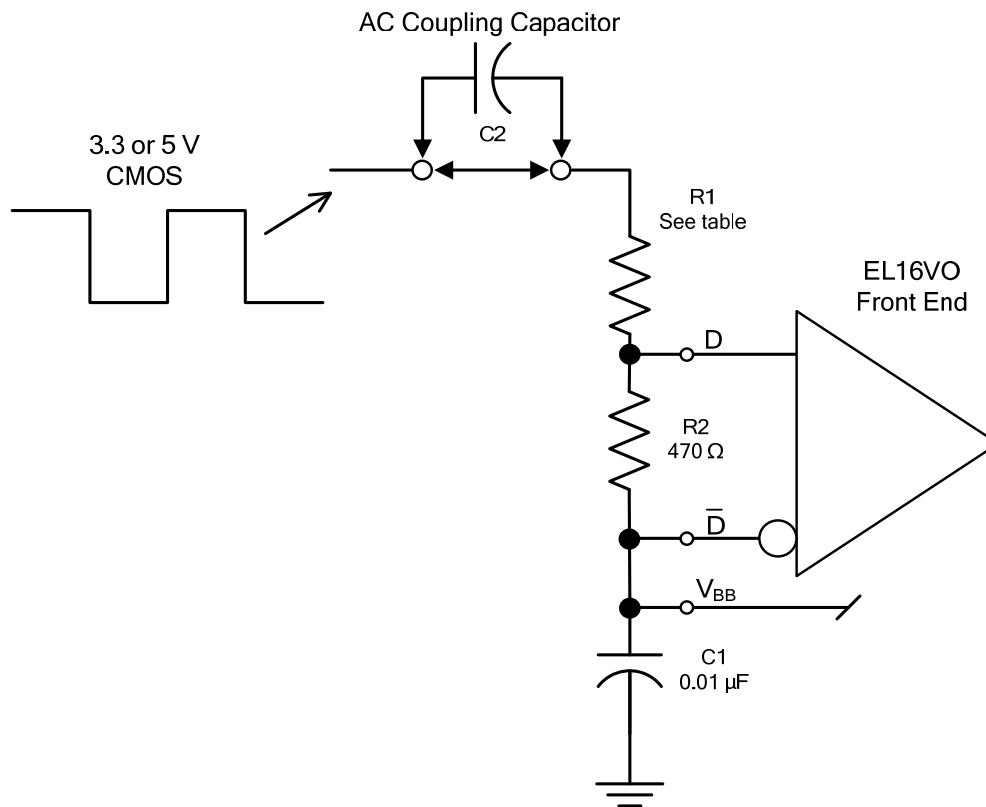 AC Coupling Capacitor
C2
3.3 or 5 V
CMOS
R1
See table
EL16VO
Front End
D
R2
470 Ω
D̅
V_BB
C1
0.01 µF